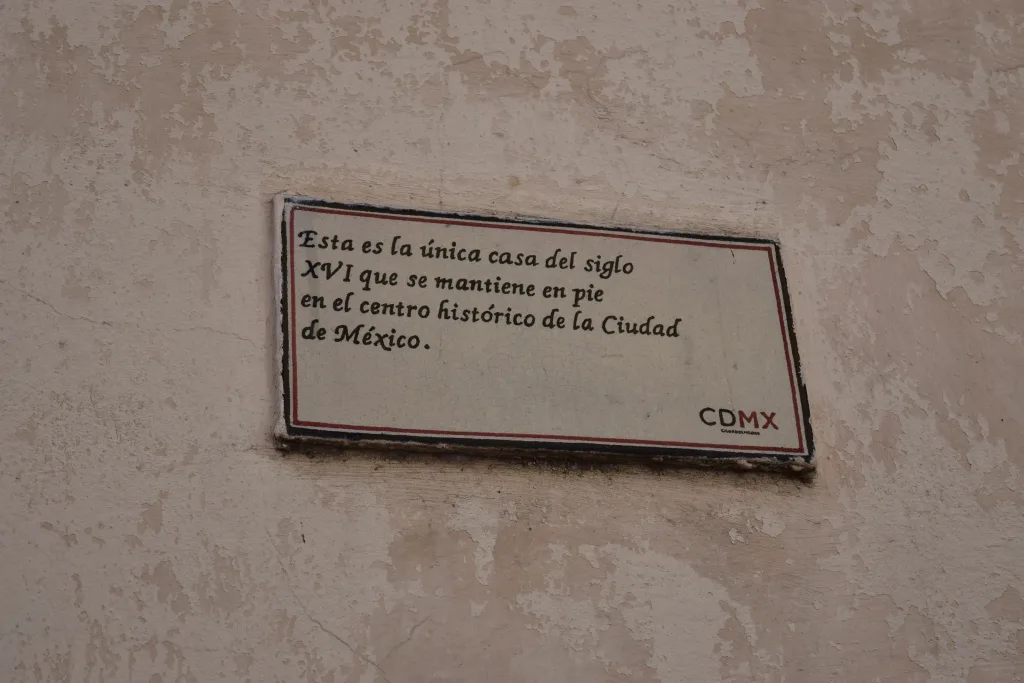 Esta es la única casa del siglo
XVI que se mantiene en pie
en el centro histórico de la Ciudad
de México.
CDMX